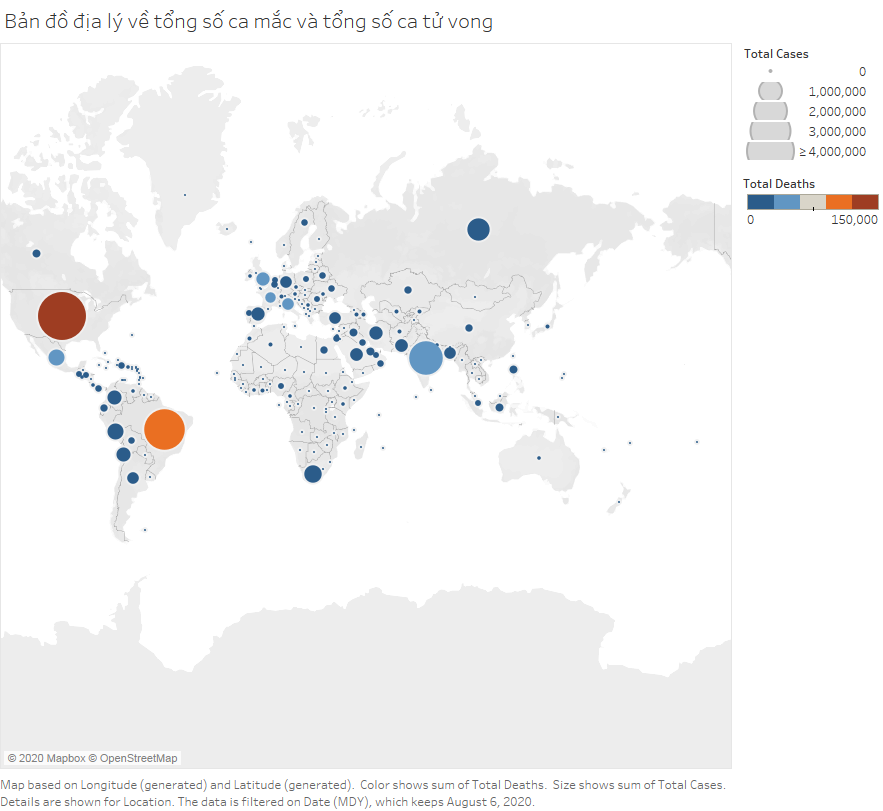 Bản đồ địa lý về tổng số ca mắc và tổng số ca tử vong
Total Cases
0
1,000,000
2,000,000
3,000,000
≥ 4,000,000
Total Deaths
0 150,000
© 2020 Mapbox © OpenStreetMap
Map based on Longitude (generated) and Latitude (generated). Color shows sum of Total Deaths. Size shows sum of Total Cases.
Details are shown for Location. The data is filtered on Date (MDY), which keeps August 6, 2020.